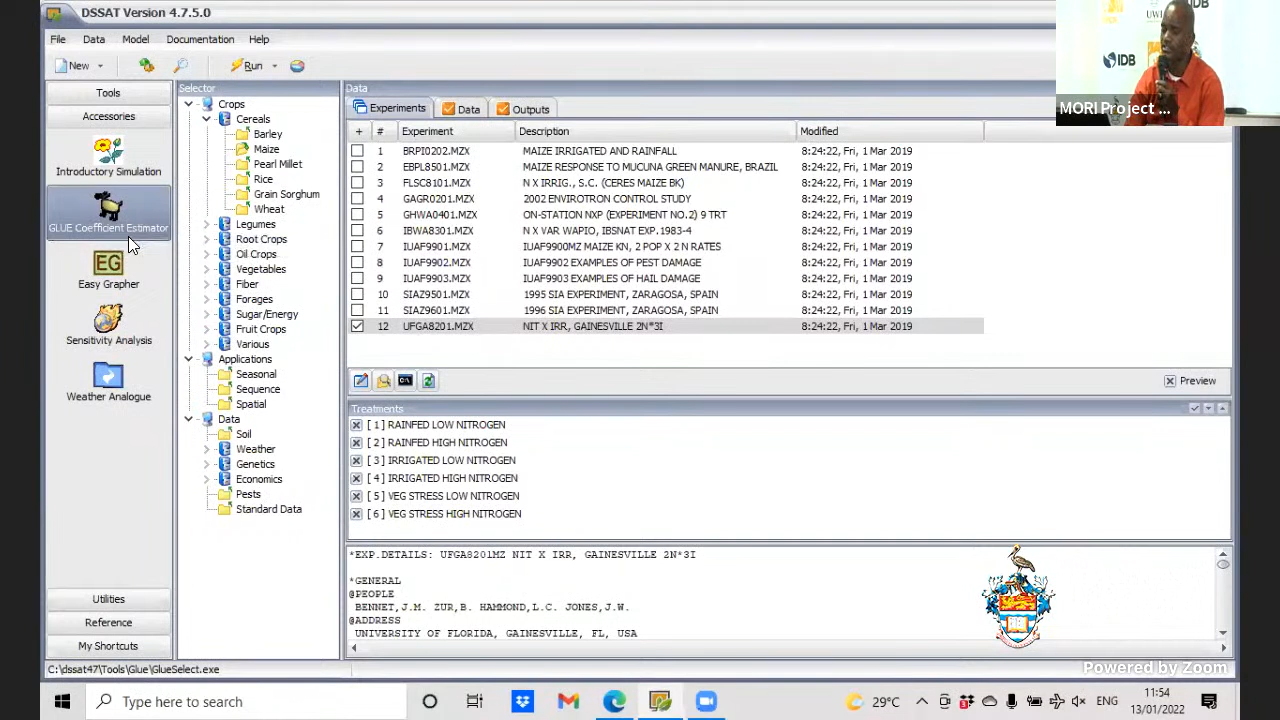 DSSAT Version 4.7.5.0
File Data Model Documentation Help
New Run
IDB
UWI
IDB
MORI Project ...
Tools
Accessories
Introductory Simulation
GLUE Coefficient Estimator
Easy Grapher
EG
Sensitivity Analysis
Weather Analogue
Utilities
Reference
My Shortcuts
Selector
Crops
Cereals
Barley
Maize
Pearl Millet
Rice
Grain Sorghum
Wheat
Legumes
Root Crops
Oil Crops
Vegetables
Fiber
Forages
Sugar/Energy
Fruit Crops
Various
Applications
Seasonal
Sequence
Spatial
Data
Soil
Weather
Genetics
Economics
Pests
Standard Data
Data
Experiments Data Outputs
+ # Experiment Description Modified
1 BRPI0202.MZX MAIZE IRRIGATED AND RAINFALL 8:24:22, Fri, 1 Mar 2019
2 EBPL8501.MZX MAIZE RESPONSE TO MUCUNA GREEN MANURE, BRAZIL 8:24:22, Fri, 1 Mar 2019
3 FLSC8101.MZX N X IRRIG., S.C. (CERES MAIZE BK) 8:24:22, Fri, 1 Mar 2019
4 GAGR0201.MZX 2002 ENVIROTRON CONTROL STUDY 8:24:22, Fri, 1 Mar 2019
5 GHWA0401.MZX ON-STATION NXP (EXPERIMENT NO.2) 9 TRT 8:24:22, Fri, 1 Mar 2019
6 IBWA8301.MZX N X VAR WAPIO, IBSNAT EXP.1983-4 8:24:22, Fri, 1 Mar 2019
7 IUAF9901.MZX IUAF9900MZ MAIZE KN, 2 POP X 2 N RATES 8:24:22, Fri, 1 Mar 2019
8 IUAF9902.MZX IUAF9902 EXAMPLES OF PEST DAMAGE 8:24:22, Fri, 1 Mar 2019
9 IUAF9903.MZX IUAF9903 EXAMPLES OF HAIL DAMAGE 8:24:22, Fri, 1 Mar 2019
10 SIAZ9501.MZX 1995 SIA EXPERIMENT, ZARAGOSA, SPAIN 8:24:22, Fri, 1 Mar 2019
11 SIAZ9601.MZX 1996 SIA EXPERIMENT, ZARAGOSA, SPAIN 8:24:22, Fri, 1 Mar 2019
12 UFGA8201.MZX NIT X IRR, GAINESVILLE 2N*3I 8:24:22, Fri, 1 Mar 2019
Preview
Treatments
[ 1 ] RAINFED LOW NITROGEN
[ 2 ] RAINFED HIGH NITROGEN
[ 3 ] IRRIGATED LOW NITROGEN
[ 4 ] IRRIGATED HIGH NITROGEN
[ 5 ] VEG STRESS LOW NITROGEN
[ 6 ] VEG STRESS HIGH NITROGEN
*EXP.DETAILS: UFGA8201MZ NIT X IRR, GAINESVILLE 2N*3I
*GENERAL
@PEOPLE
BENNET,J.M. ZUR,B. HAMMOND,L.C. JONES,J.W.
@ADDRESS
UNIVERSITY OF FLORIDA, GAINESVILLE, FL, USA
C:\dssat47\Tools\Glue\GlueSelect.exe
Powered by Zoom
Type here to search
29°C
ENG
11:54
13/01/2022